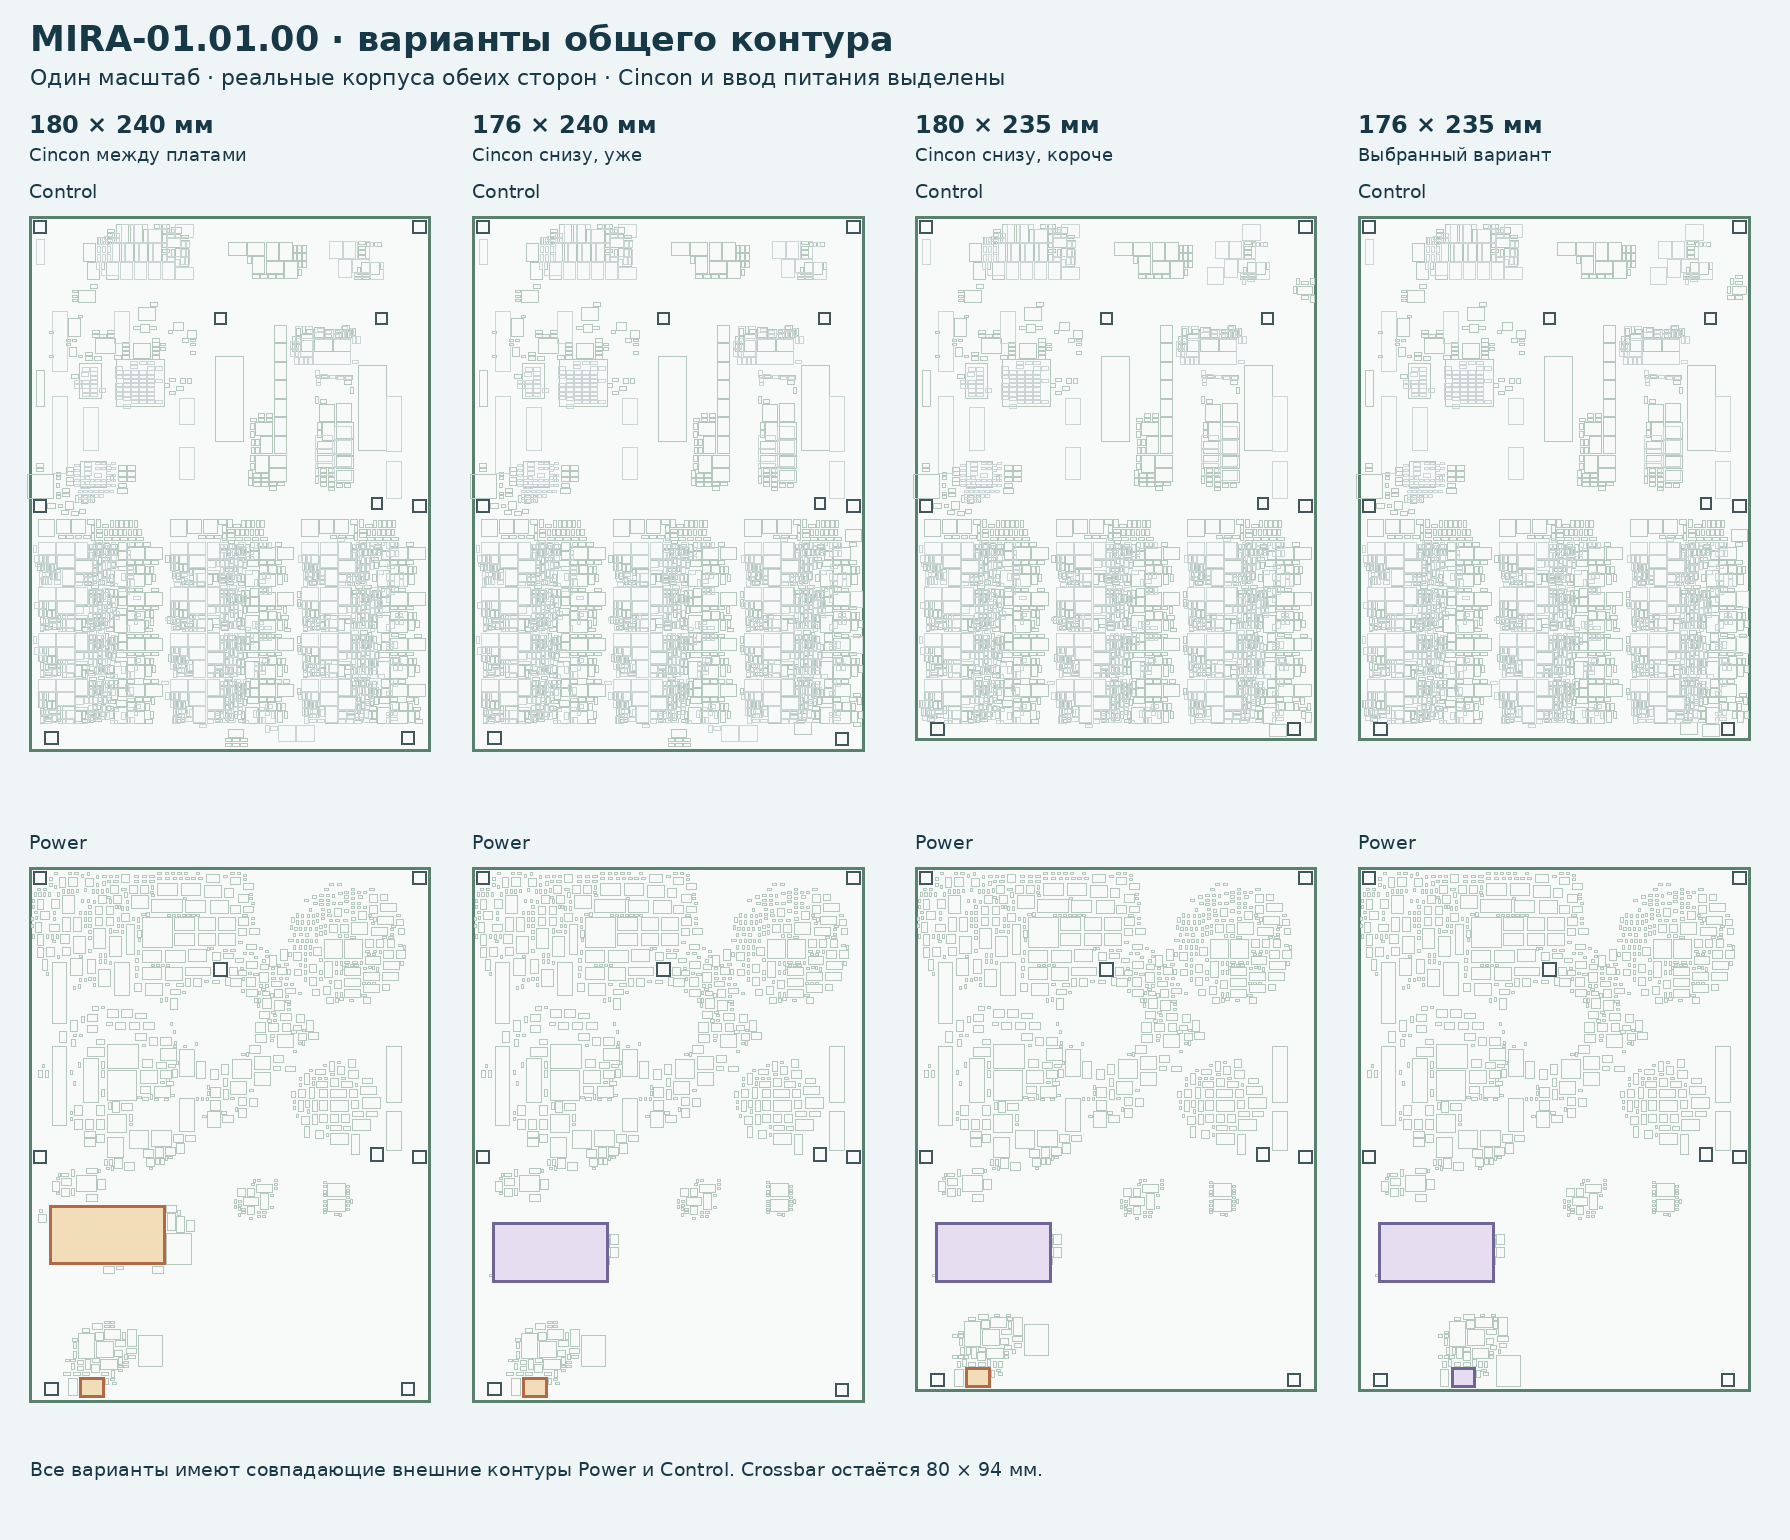 MIRA-01.01.00 · варианты общего контура
Один масштаб · реальные корпуса обеих сторон · Cincon и ввод питания выделены
180 × 240 мм
Cincon между платами
Control
176 × 240 мм
Cincon снизу, уже
Control
180 × 235 мм
Cincon снизу, короче
Control
176 × 235 мм
Выбранный вариант
Control
Power
Power
Power
Power
Все варианты имеют совпадающие внешние контуры Power и Control. Crossbar остаётся 80 × 94 мм.